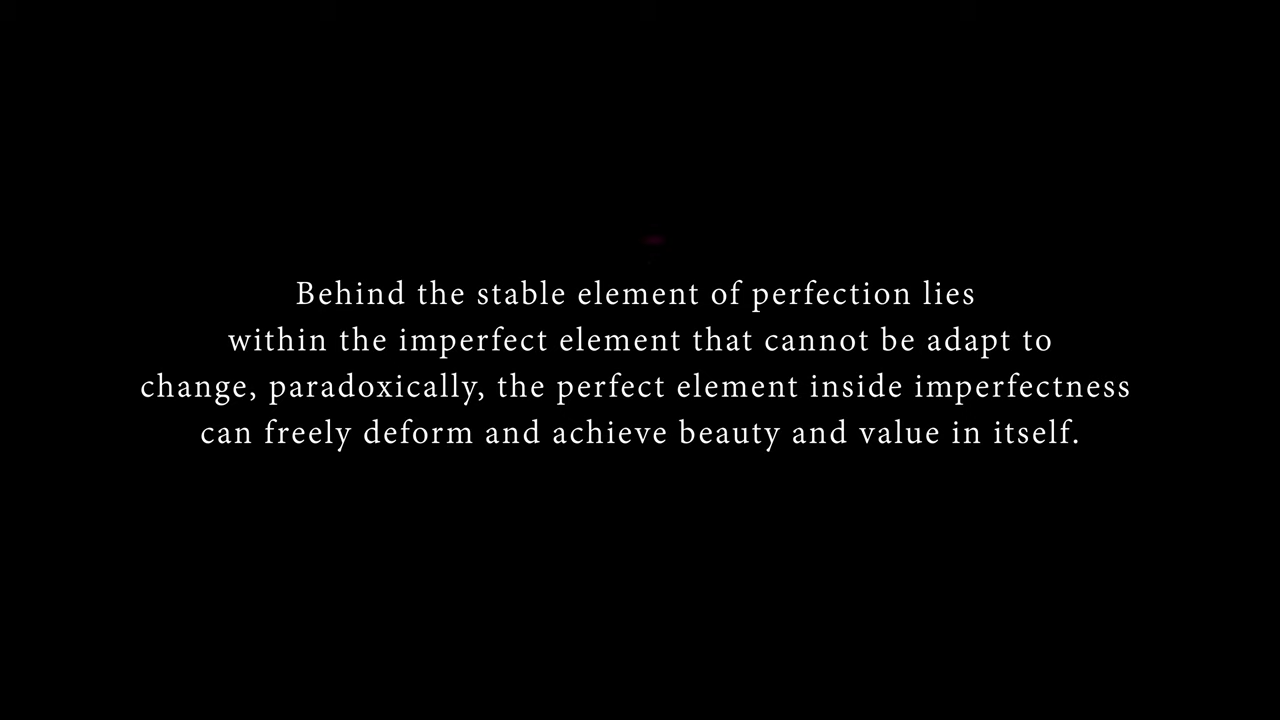 Behind the stable element of perfection lies
within the imperfect element that cannot be adapt to
change, paradoxically, the perfect element inside imperfectness
can freely deform and achieve beauty and value in itself.